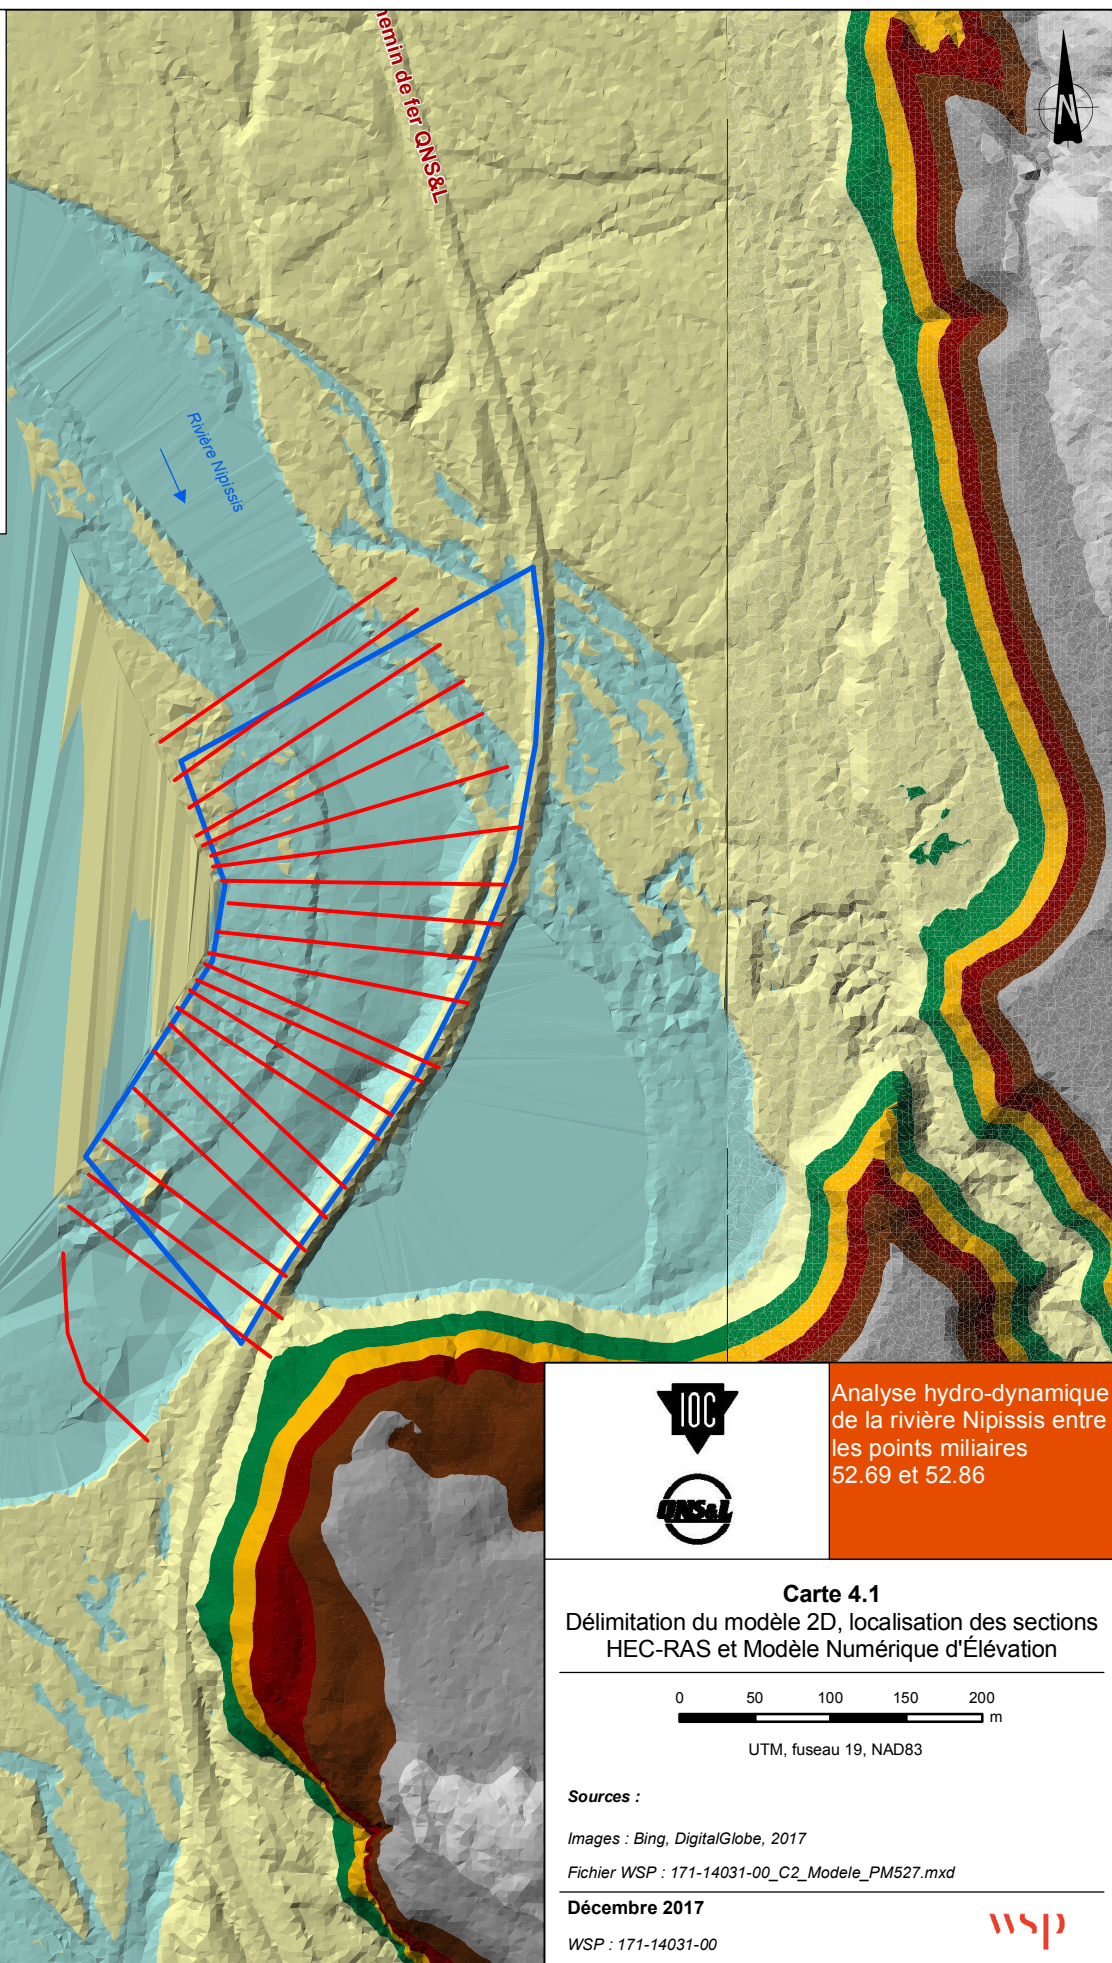 hemin de fer QNS&L
N
Rivière Nipissis
IOC
QNS&L
Analyse hydro-dynamique
de la rivière Nipissis entre
les points miliaires
52.69 et 52.86
Carte 4.1
Délimitation du modèle 2D, localisation des sections
HEC-RAS et Modèle Numérique d'Élévation
0 50 100 150 200
m
UTM, fuseau 19, NAD83
Sources :
Images : Bing, DigitalGlobe, 2017
Fichier WSP : 171-14031-00_C2_Modele_PM527.mxd
Décembre 2017
WSP : 171-14031-00
wsp